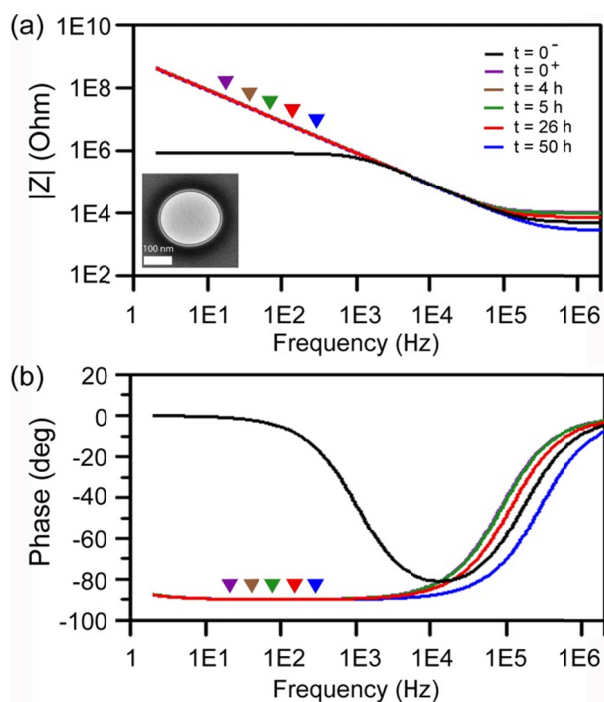 (a)
1E10
1E8
1E6
1E4
1E2
|Z| (Ohm)
t = 0⁻
t = 0⁺
t = 4 h
t = 5 h
t = 26 h
t = 50 h
100 nm
1 1E1 1E2 1E3 1E4 1E5 1E6
Frequency (Hz)
(b)
20
0
-20
-40
-60
-80
-100
Phase (deg)
1 1E1 1E2 1E3 1E4 1E5 1E6
Frequency (Hz)